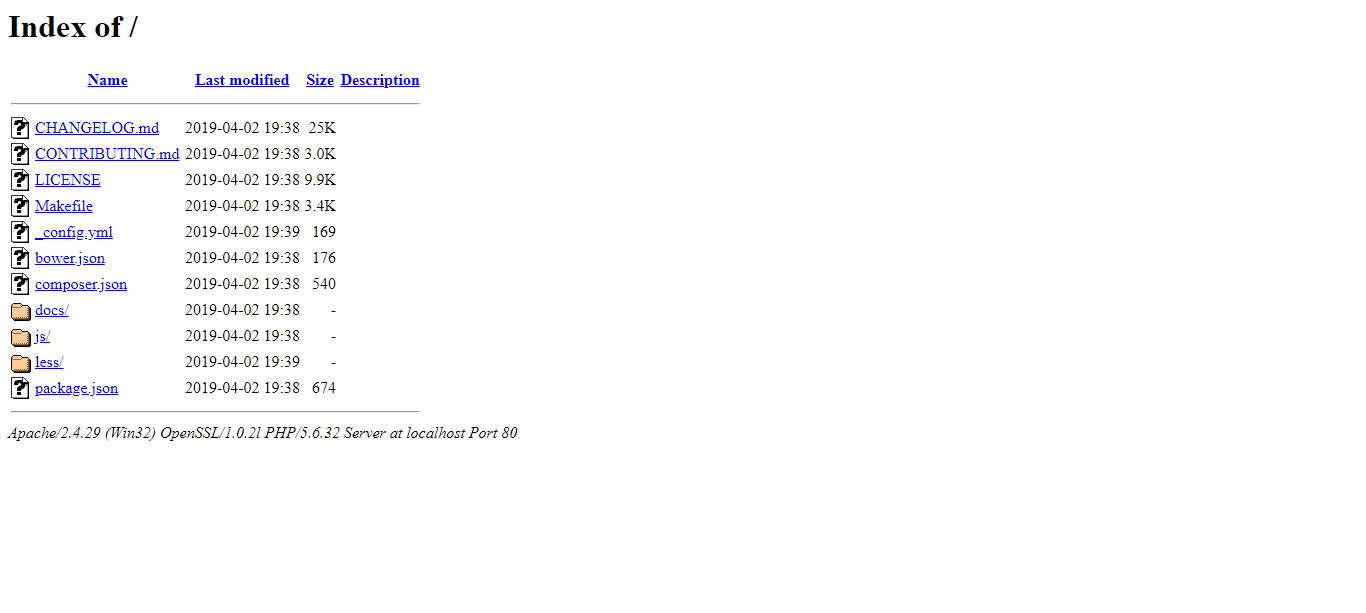 Index of /
Name Last modified Size Description
CHANGELOG.md 2019-04-02 19:38 25K
CONTRIBUTING.md 2019-04-02 19:38 3.0K
LICENSE 2019-04-02 19:38 9.9K
Makefile 2019-04-02 19:38 3.4K
_config.yml 2019-04-02 19:39 169
bower.json 2019-04-02 19:38 176
composer.json 2019-04-02 19:38 540
docs/ 2019-04-02 19:38 -
js/ 2019-04-02 19:38 -
less/ 2019-04-02 19:39 -
package.json 2019-04-02 19:38 674
Apache/2.4.29 (Win32) OpenSSL/1.0.2l PHP/5.6.32 Server at localhost Port 80